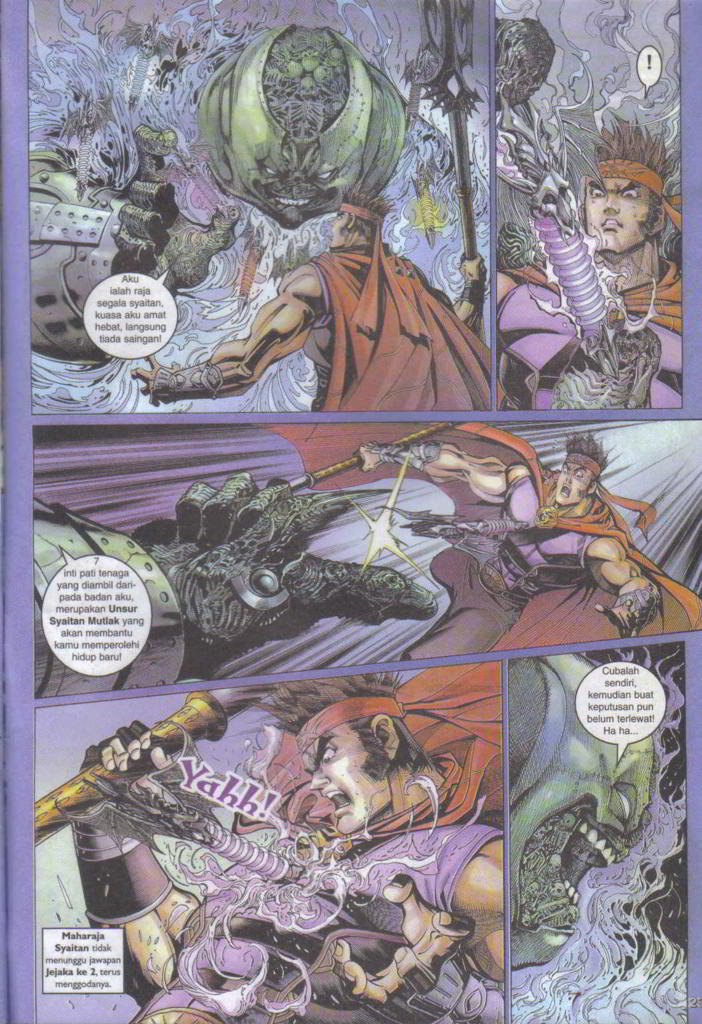 Aku
ialah raja
segala syaitan,
kuasa aku amat
hebat, langsung
tiada saingan!
!
7
inti pati tenaga
yang diambil dari-
pada badan aku,
merupakan Unsur
Syaitan Mutlak yang
akan membantu
kamu memperolehi
hidup baru!
Yahh!
Maharaja
Syaitan tidak
menunggu jawapan
Jejaka ke 2, terus
menggodanya.
Cubalah
sendiri,
kemudian buat
keputusan pun
belum terlewat!
Ha ha...